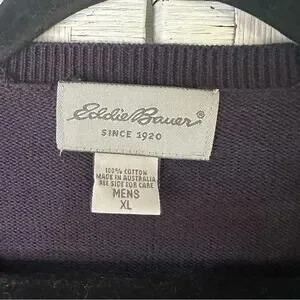 Eddie Bauer®
SINCE 1920
100% COTTON
MADE IN AUSTRALIA
SEE SIDE FOR CARE
MENS
XL